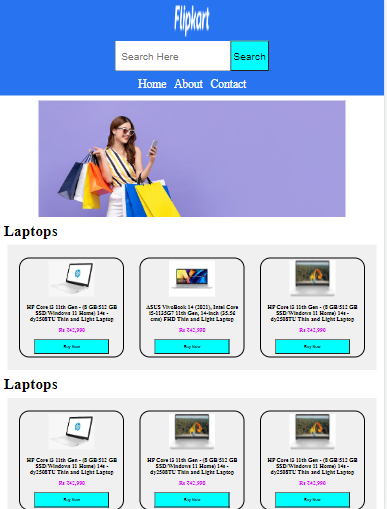 Flipkart
Search Here
Search
Home About Contact
Laptops
HP Core i3 11th Gen - (8 GB/512 GB
SSD/Windows 11 Home) 14s -
dy2508TU Thin and Light Laptop
Rs ₹42,990
Buy Now
ASUS VivoBook 14 (2021), Intel Core
i5-1135G7 11th Gen, 14-inch (35.56
cms) FHD Thin and Light Laptop
Rs ₹42,990
Buy Now
HP Core i3 11th Gen - (8 GB/512 GB
SSD/Windows 11 Home) 14s -
dy2508TU Thin and Light Laptop
Rs ₹42,990
Buy Now
Laptops
HP Core i3 11th Gen - (8 GB/512 GB
SSD/Windows 11 Home) 14s -
dy2508TU Thin and Light Laptop
Rs ₹42,990
Buy Now
HP Core i3 11th Gen - (8 GB/512 GB
SSD/Windows 11 Home) 14s -
dy2508TU Thin and Light Laptop
Rs ₹42,990
Buy Now
HP Core i3 11th Gen - (8 GB/512 GB
SSD/Windows 11 Home) 14s -
dy2508TU Thin and Light Laptop
Rs ₹42,990
Buy Now